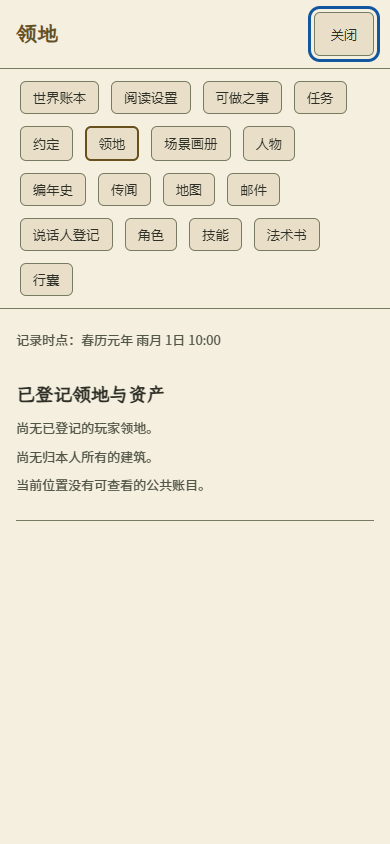 领地
关闭
世界账本 阅读设置 可做之事 任务
约定 领地 场景画册 人物
编年史 传闻 地图 邮件
说话人登记 角色 技能 法术书
行囊
记录时点：春历元年 雨月 1日 10:00
已登记领地与资产
尚无已登记的玩家领地。
尚无归本人所有的建筑。
当前位置没有可查看的公共账目。